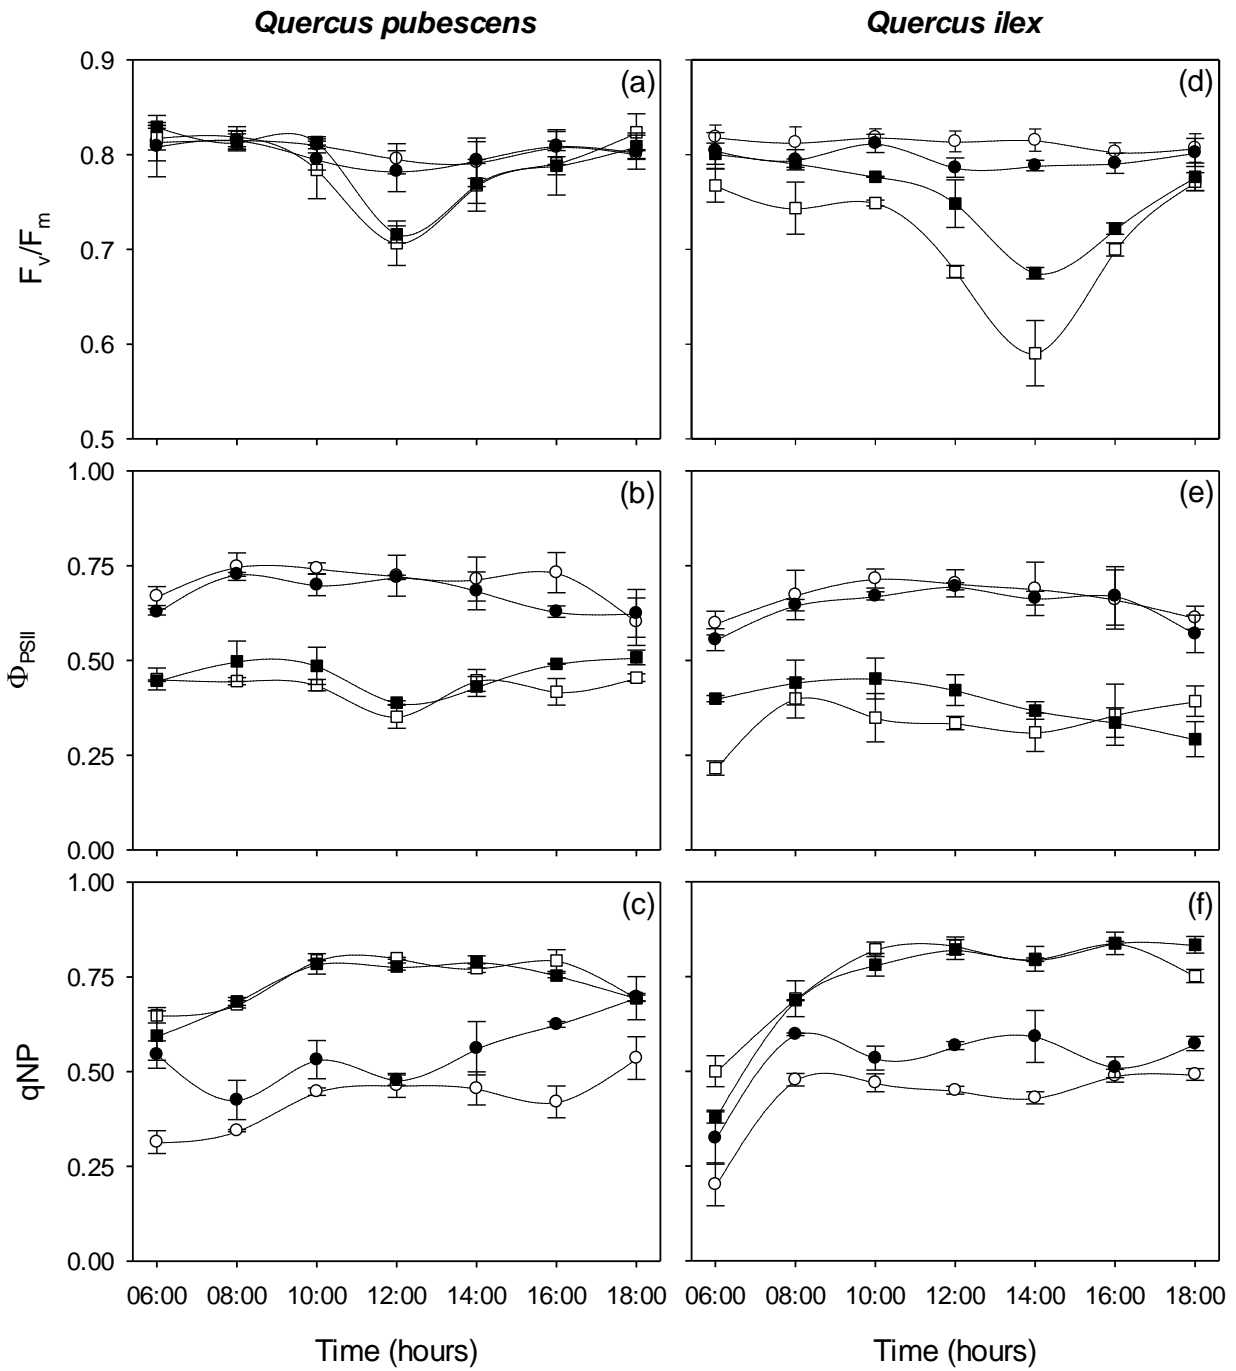 Quercus pubescens
Quercus ilex
0.9
0.8
0.7
0.6
0.5
Fv/Fm
(a)
(d)
1.00
0.75
0.50
0.25
0.00
ΦPSII
(b)
(e)
1.00
0.75
0.50
0.25
0.00
qNP
(c)
(f)
06:00 08:00 10:00 12:00 14:00 16:00 18:00
06:00 08:00 10:00 12:00 14:00 16:00 18:00
Time (hours)
Time (hours)